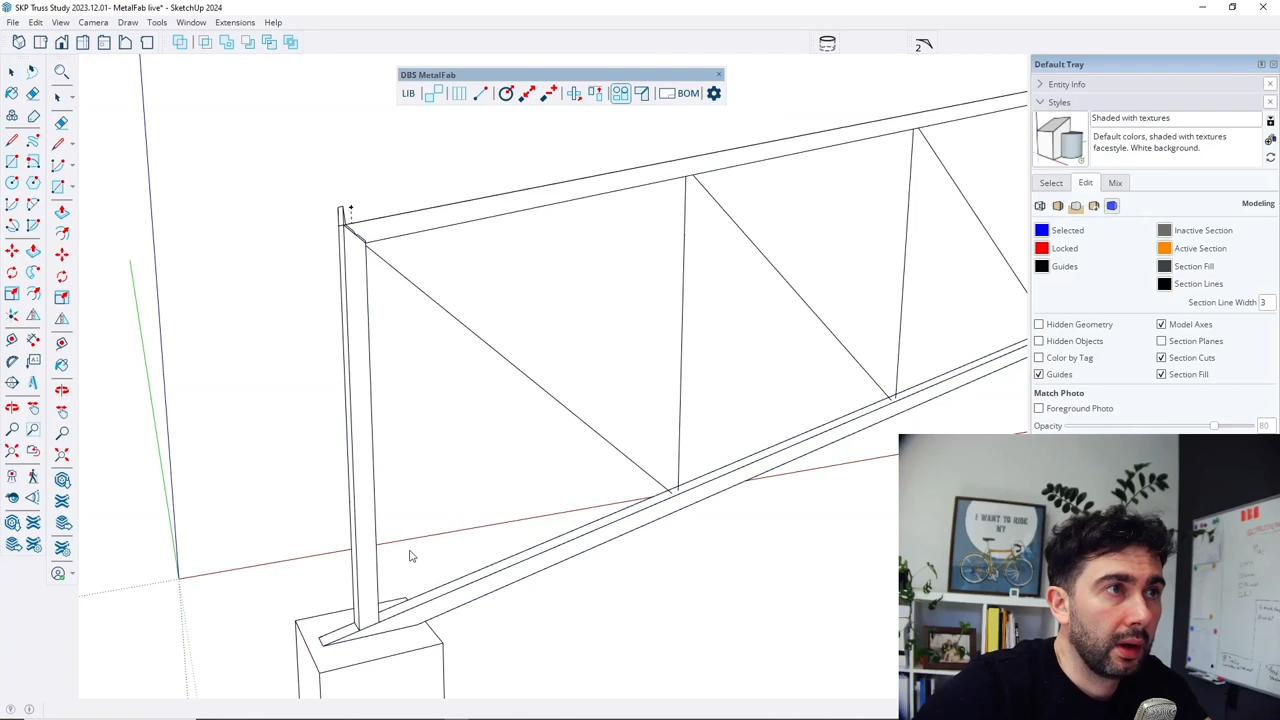 SKP Truss Study 2023.12.01- MetalFab live* - SketchUp 2024
File Edit View Camera Draw Tools Window Extensions Help
2
DBS MetalFab
LIB BOM
Default Tray
Entity Info
Styles
Shaded with textures
Default colors, shaded with textures
facestyle. White background.
Select Edit Mix
Modeling
Selected Inactive Section
Locked Active Section
Guides Section Fill
Section Lines
Section Line Width 3
Hidden Geometry Model Axes
Hidden Objects Section Planes
Color by Tag Section Cuts
Guides Section Fill
Match Photo
Foreground Photo
Opacity 80
I WANT TO RIDE
MY